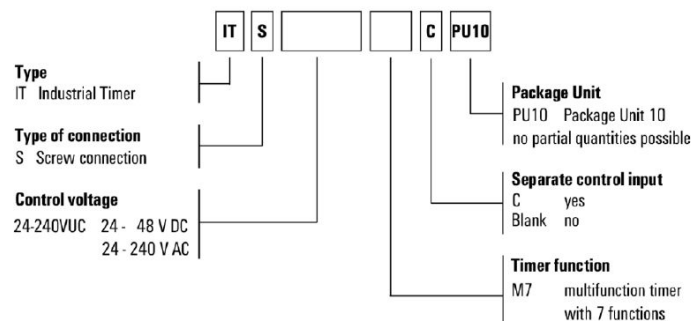 IT S C PU10
Type
IT Industrial Timer
Type of connection
S Screw connection
Control voltage
24-240VUC 24 - 48 V DC
24 - 240 V AC
Package Unit
PU10 Package Unit 10
no partial quantities possible
Separate control input
C yes
Blank no
Timer function
M7 multifunction timer
with 7 functions